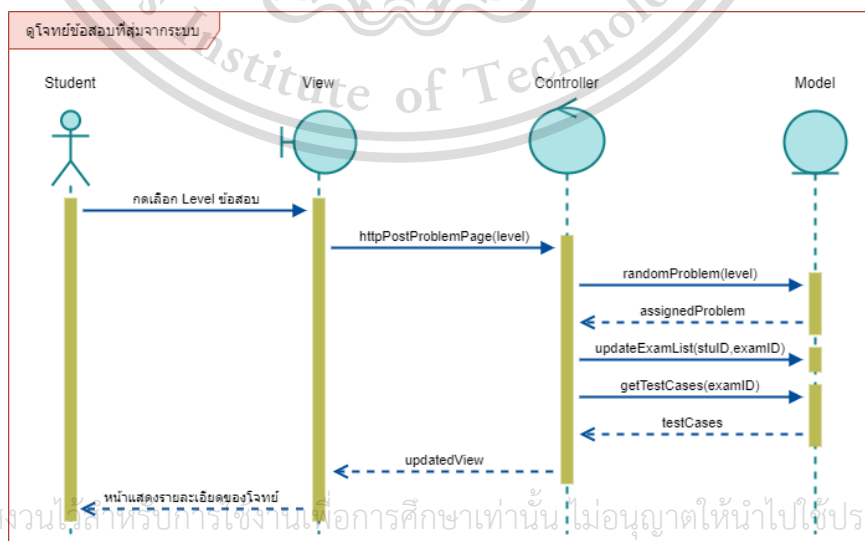 ดูโจทย์ข้อสอบที่สุ่มจากระบบ
's Institute of Technolo
Student View Controller Model
กดเลือก Level ข้อสอบ
httpPostProblemPage(level)
randomProblem(level)
assignedProblem
updateExamList(stuID,examID)
getTestCases(examID)
testCases
updatedView
หน้าแสดงรายละเอียดของโจทย์
งวนไว้สำหรับการใช้งานเพื่อการศึกษาเท่านั้น ไม่อนุญาตให้นำไปใช้ปร